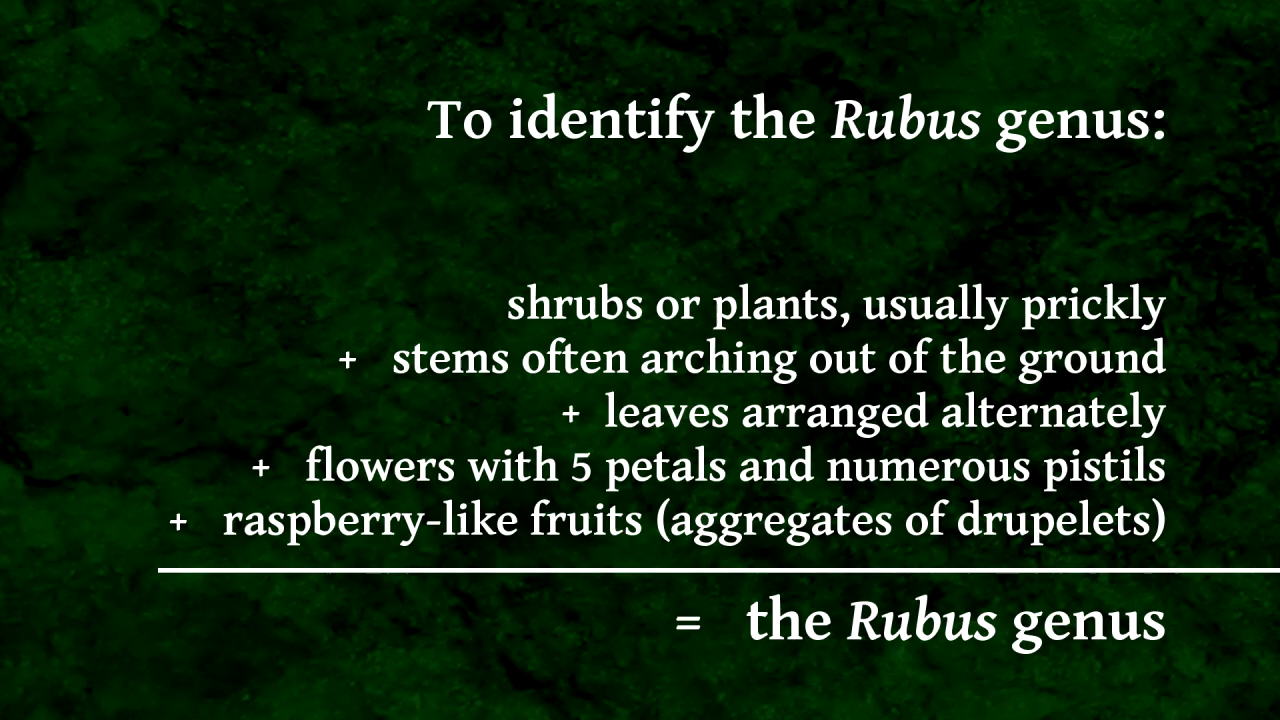 To identify the Rubus genus:
shrubs or plants, usually prickly
+ stems often arching out of the ground
+ leaves arranged alternately
+ flowers with 5 petals and numerous pistils
+ raspberry-like fruits (aggregates of drupelets)
= the Rubus genus